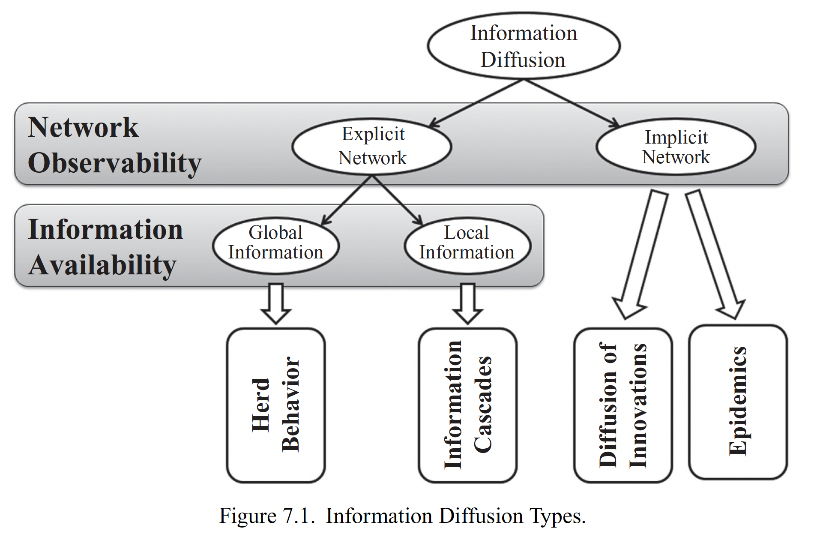 Information
Diffusion
Network
Observability
Explicit
Network
Implicit
Network
Information
Availability
Global
Information
Local
Information
Herd
Behavior
Information
Cascades
Diffusion of
Innovations
Epidemics
Figure 7.1. Information Diffusion Types.